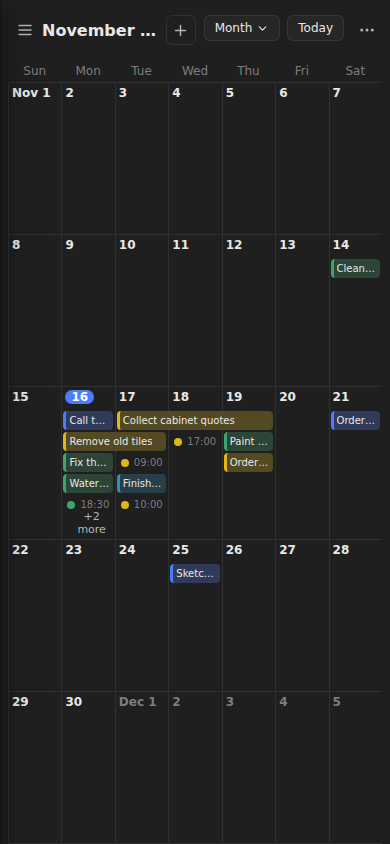 November ...
Month
Today
Sun Mon Tue Wed Thu Fri Sat
Nov 1 2 3 4 5 6 7
8 9 10 11 12 13 14
Clean...
15 16 17 18 19 20 21
Call t... Collect cabinet quotes Order...
Remove old tiles 17:00 Paint ...
Fix th... 09:00 Order...
Water... Finish...
18:30 10:00
+2
more
22 23 24 25 26 27 28
Sketc...
29 30 Dec 1 2 3 4 5